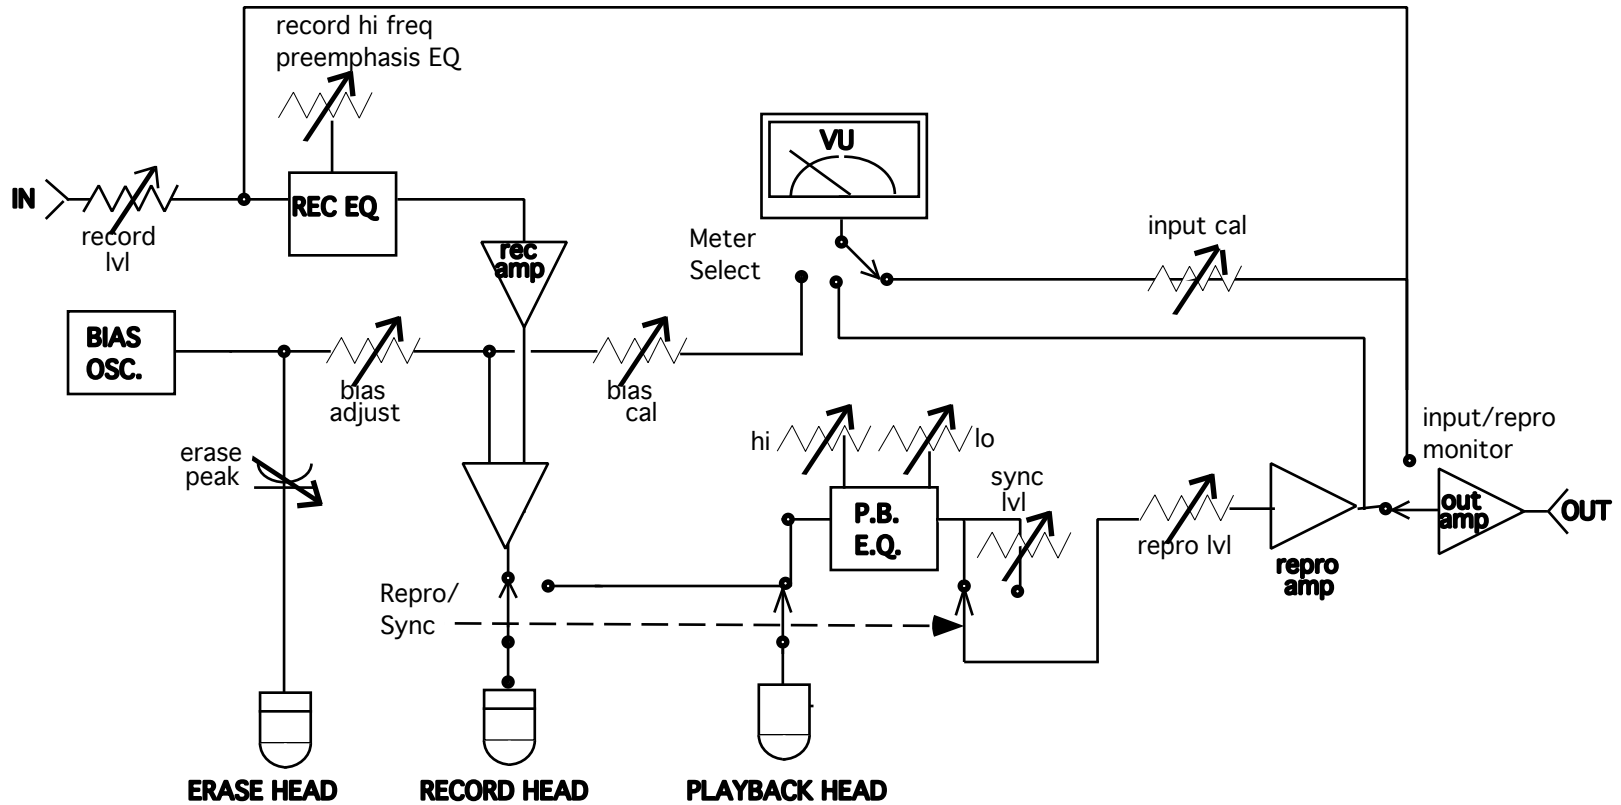 record hi freq
preemphasis EQ
IN
record
lvl
REC EQ
rec
amp
VU
Meter
Select
input cal
BIAS
OSC.
bias
adjust
bias
cal
erase
peak
hi
lo
input/repro
monitor
sync
lvl
P.B.
E.Q.
repro lvl
repro
amp
out
amp
OUT
Repro/
Sync
ERASE HEAD
RECORD HEAD
PLAYBACK HEAD